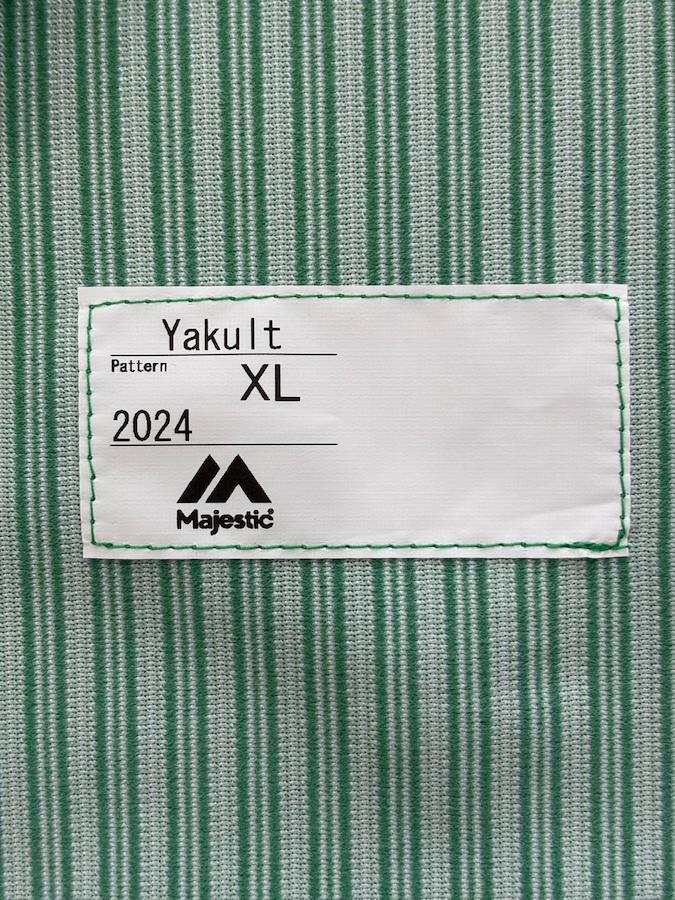 Yakult
Pattern
XL
2024
Majestic